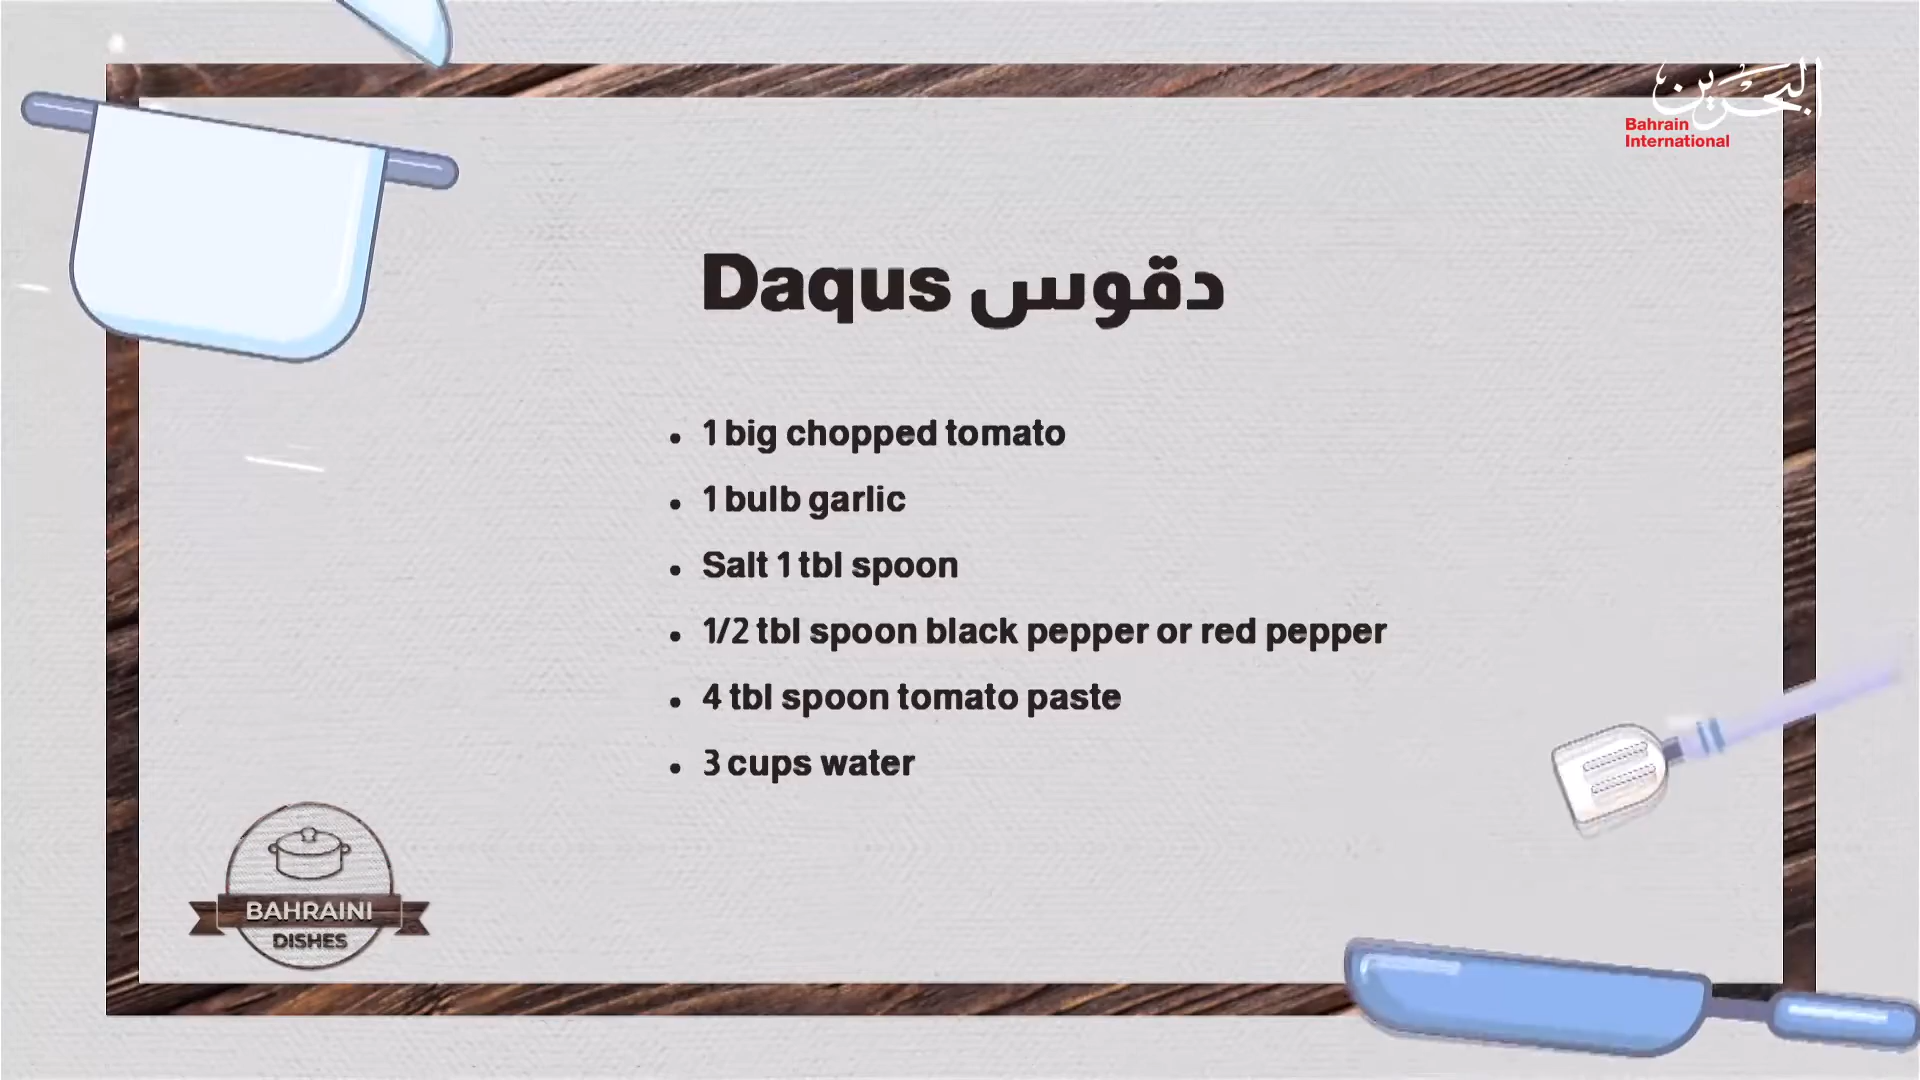 البحرين
Bahrain
International
Daqus دقوس
• 1 big chopped tomato
• 1 bulb garlic
• Salt 1 tbl spoon
• 1/2 tbl spoon black pepper or red pepper
• 4 tbl spoon tomato paste
• 3 cups water
BAHRAINI
DISHES